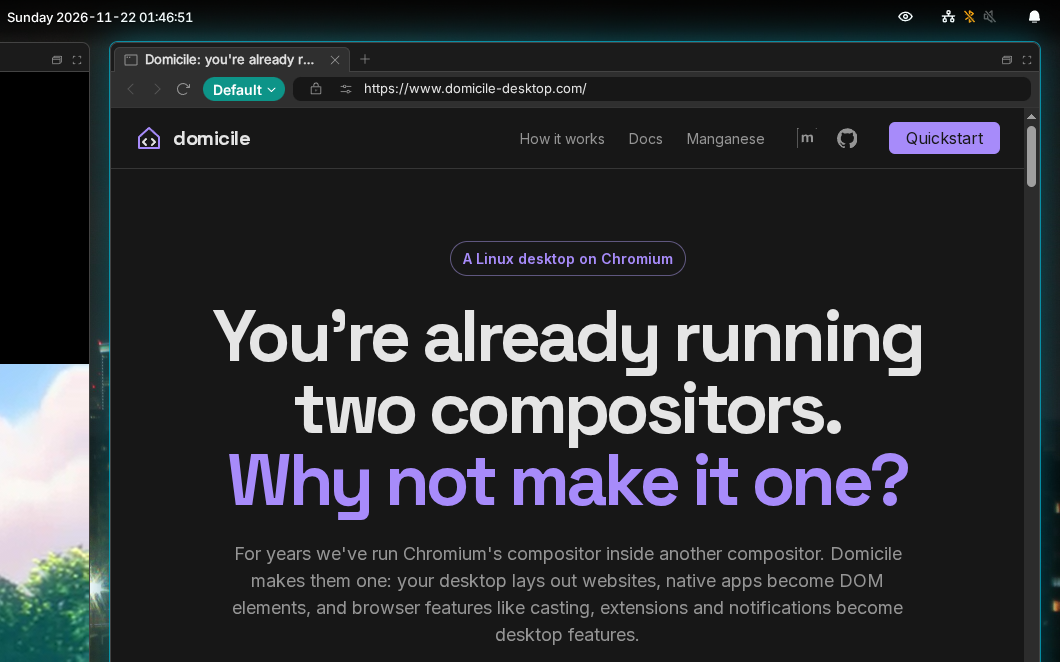 Sunday 2026-11-22 01:46:51
Domicile: you're already r...
Default
https://www.domicile-desktop.com/
domicile
How it works
Docs
Manganese
m
Quickstart
A Linux desktop on Chromium
You’re already running
two compositors.
Why not make it one?
For years we've run Chromium's compositor inside another compositor. Domicile
makes them one: your desktop lays out websites, native apps become DOM
elements, and browser features like casting, extensions and notifications become
desktop features.